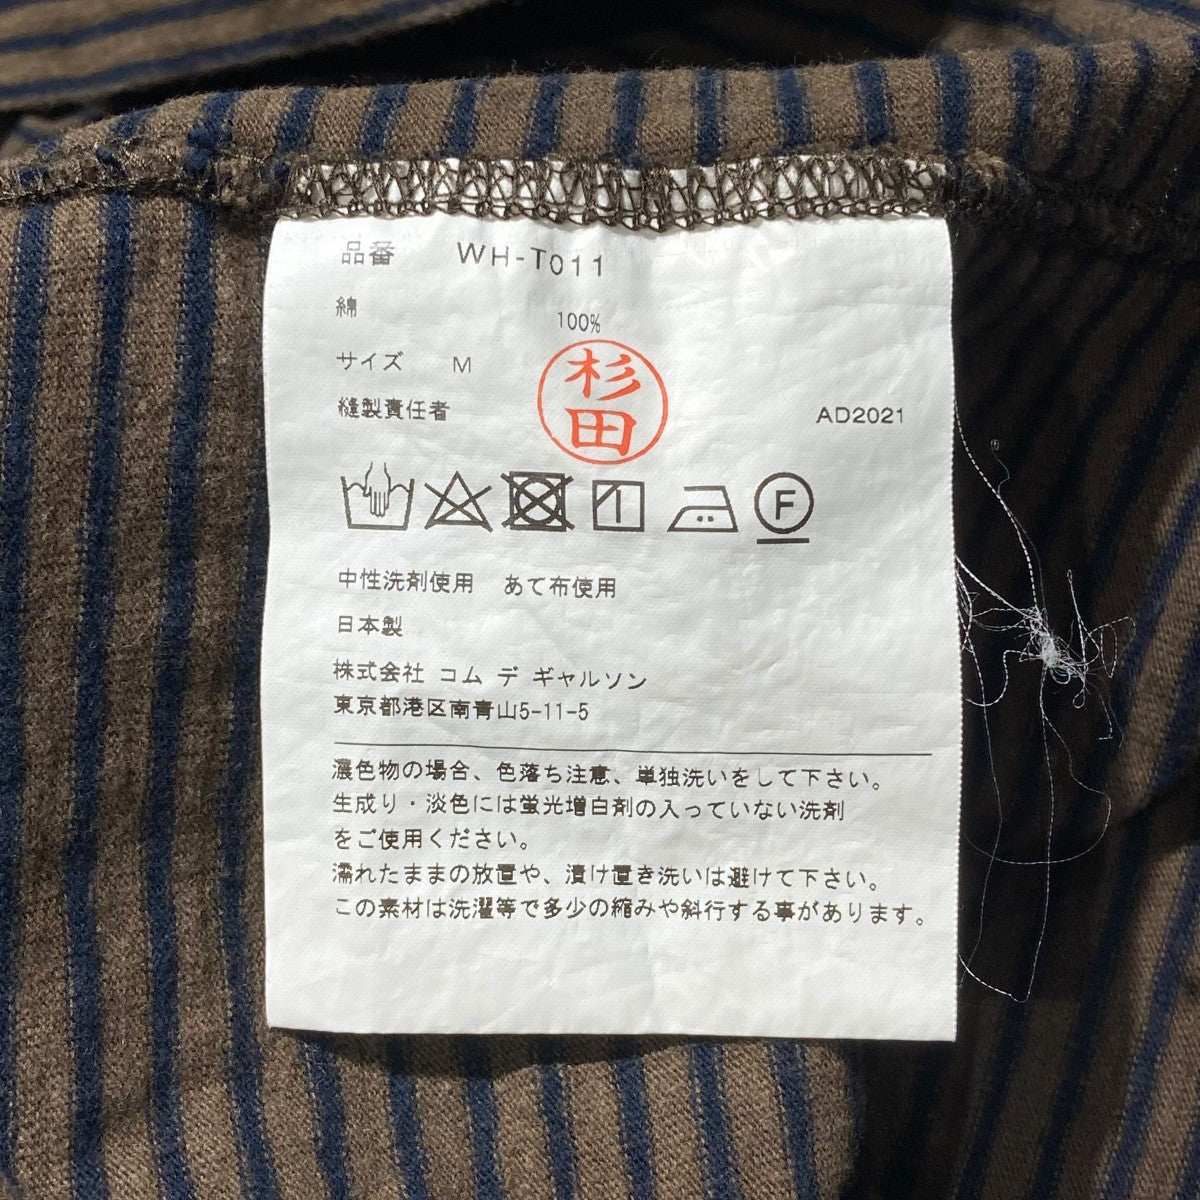 品番 WH-T011
綿 100%
サイズ M
縫製責任者 杉田 AD2021
F
中性洗剤使用 あて布使用
日本製
株式会社 コム デ ギャルソン
東京都港区南青山5-11-5
濃色物の場合、色落ち注意、単独洗いをして下さい。
生成り・淡色には蛍光増白剤の入っていない洗剤
をご使用ください。
濡れたままの放置や、漬け置き洗いは避けて下さい。
この素材は洗濯等で多少の縮みや斜行する事があります。